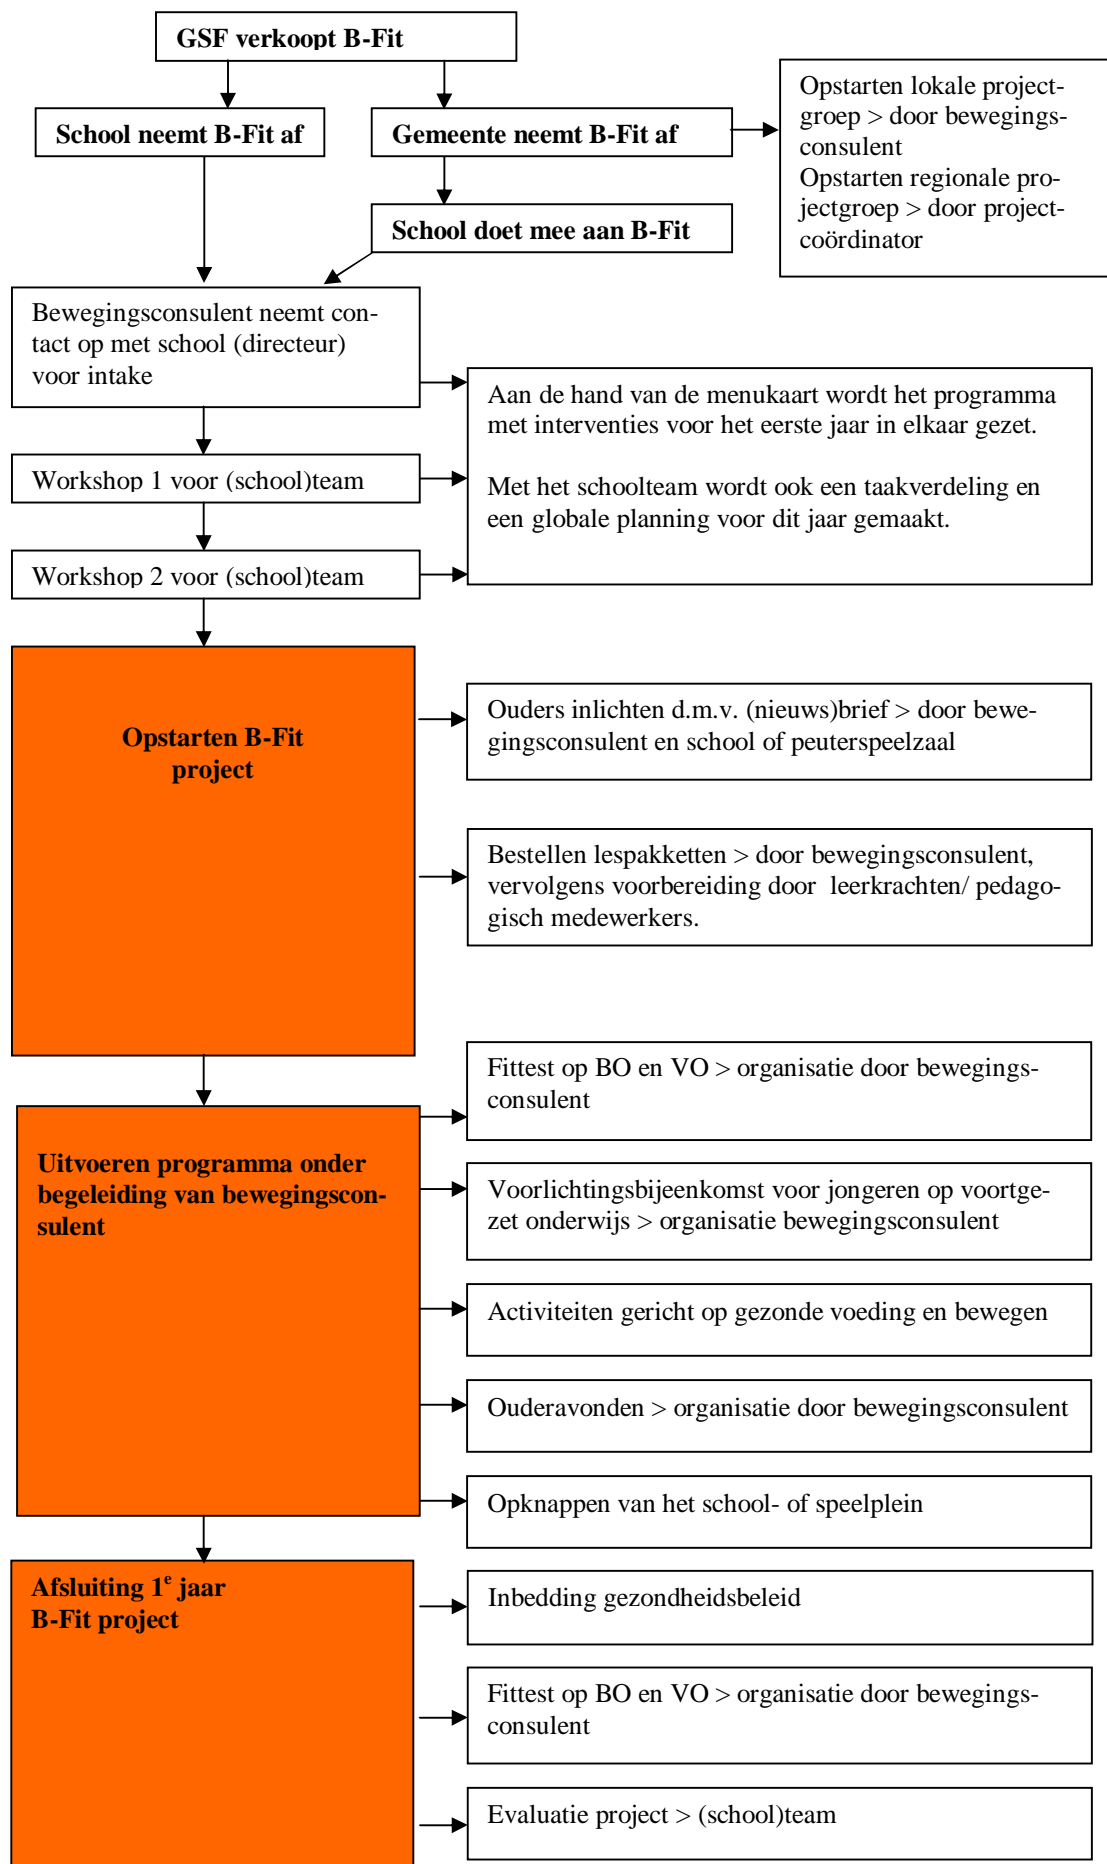 GSF verkoopt B-Fit
School neemt B-Fit af
Gemeente neemt B-Fit af
Opstarten lokale project-
groep > door bewegings-
consulent
Opstarten regionale pro-
jectgroep > door project-
coördinator
School doet mee aan B-Fit
Bewegingsconsulent neemt con-
tact op met school (directeur)
voor intake
Aan de hand van de menukaart wordt het programma
met interventies voor het eerste jaar in elkaar gezet.
Met het schoolteam wordt ook een taakverdeling en
een globale planning voor dit jaar gemaakt.
Workshop 1 voor (school)team
Workshop 2 voor (school)team
Opstarten B-Fit
project
Ouders inlichten d.m.v. (nieuws)brief > door bewe-
gingsconsulent en school of peuterspeelzaal
Bestellen lespakketten > door bewegingsconsulent,
vervolgens voorbereiding door leerkrachten/ pedago-
gisch medewerkers.
Uitvoeren programma onder
begeleiding van bewegingscon-
sulent
Fittest op BO en VO > organisatie door bewegings-
consulent
Voorlichtingsbijeenkomst voor jongeren op voortge-
zet onderwijs > organisatie bewegingsconsulent
Activiteiten gericht op gezonde voeding en bewegen
Ouderavonden > organisatie door bewegingsconsulent
Opknappen van het school- of speelplein
Afsluiting 1e jaar
B-Fit project
Inbedding gezondheidsbeleid
Fittest op BO en VO > organisatie door bewegings-
consulent
Evaluatie project > (school)team